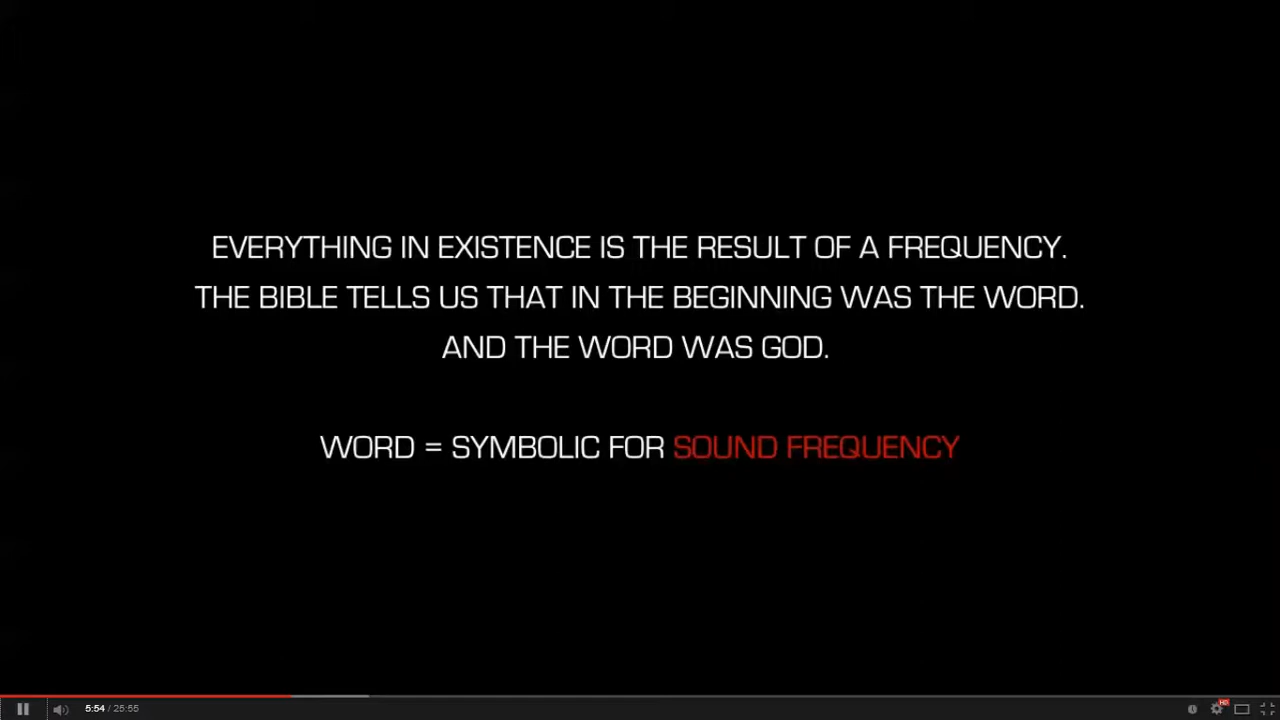 EVERYTHING IN EXISTENCE IS THE RESULT OF A FREQUENCY.
THE BIBLE TELLS US THAT IN THE BEGINNING WAS THE WORD.
AND THE WORD WAS GOD.
WORD = SYMBOLIC FOR SOUND FREQUENCY
5:54 / 25:55
HD